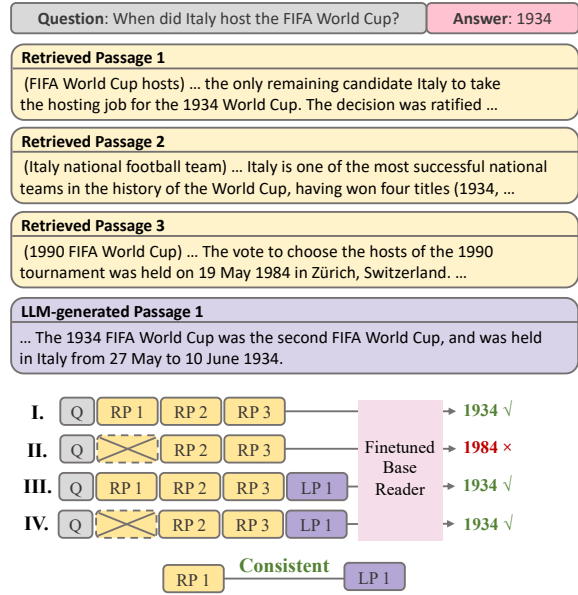 Question: When did Italy host the FIFA World Cup? Answer: 1934
Retrieved Passage 1
(FIFA World Cup hosts) ... the only remaining candidate Italy to take
the hosting job for the 1934 World Cup. The decision was ratified ...
Retrieved Passage 2
(Italy national football team) ... Italy is one of the most successful national
teams in the history of the World Cup, having won four titles (1934, ...
Retrieved Passage 3
(1990 FIFA World Cup) ... The vote to choose the hosts of the 1990
tournament was held on 19 May 1984 in Zürich, Switzerland. ...
LLM-generated Passage 1
... The 1934 FIFA World Cup was the second FIFA World Cup, and was held
in Italy from 27 May to 10 June 1934.
I. Q RP 1 RP 2 RP 3 1934 √
II. Q RP 2 RP 3 1984 ×
III. Q RP 1 RP 2 RP 3 LP 1 1934 √
IV. Q RP 2 RP 3 LP 1 1934 √
Finetuned
Base
Reader
RP 1 Consistent LP 1